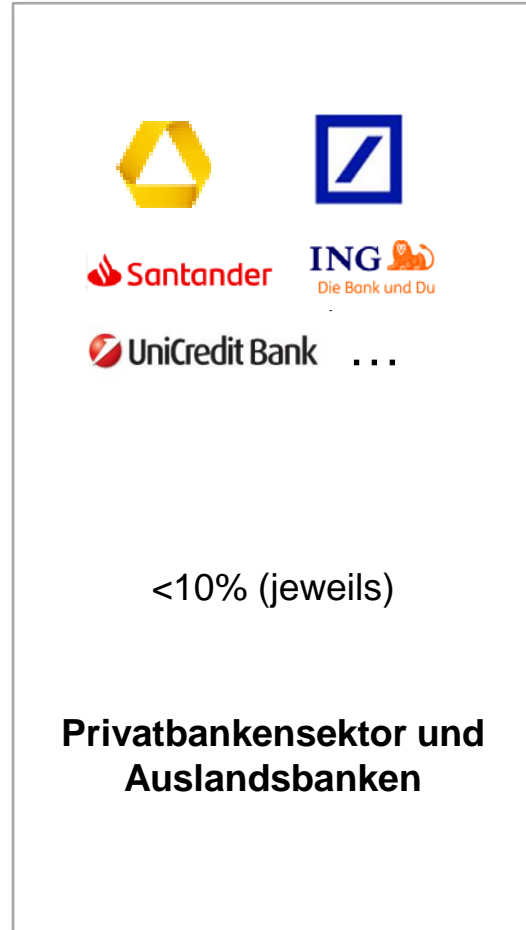 Santander
ING
Die Bank und Du
UniCredit Bank ...
<10% (jeweils)
Privatbankensektor und
Auslandsbanken